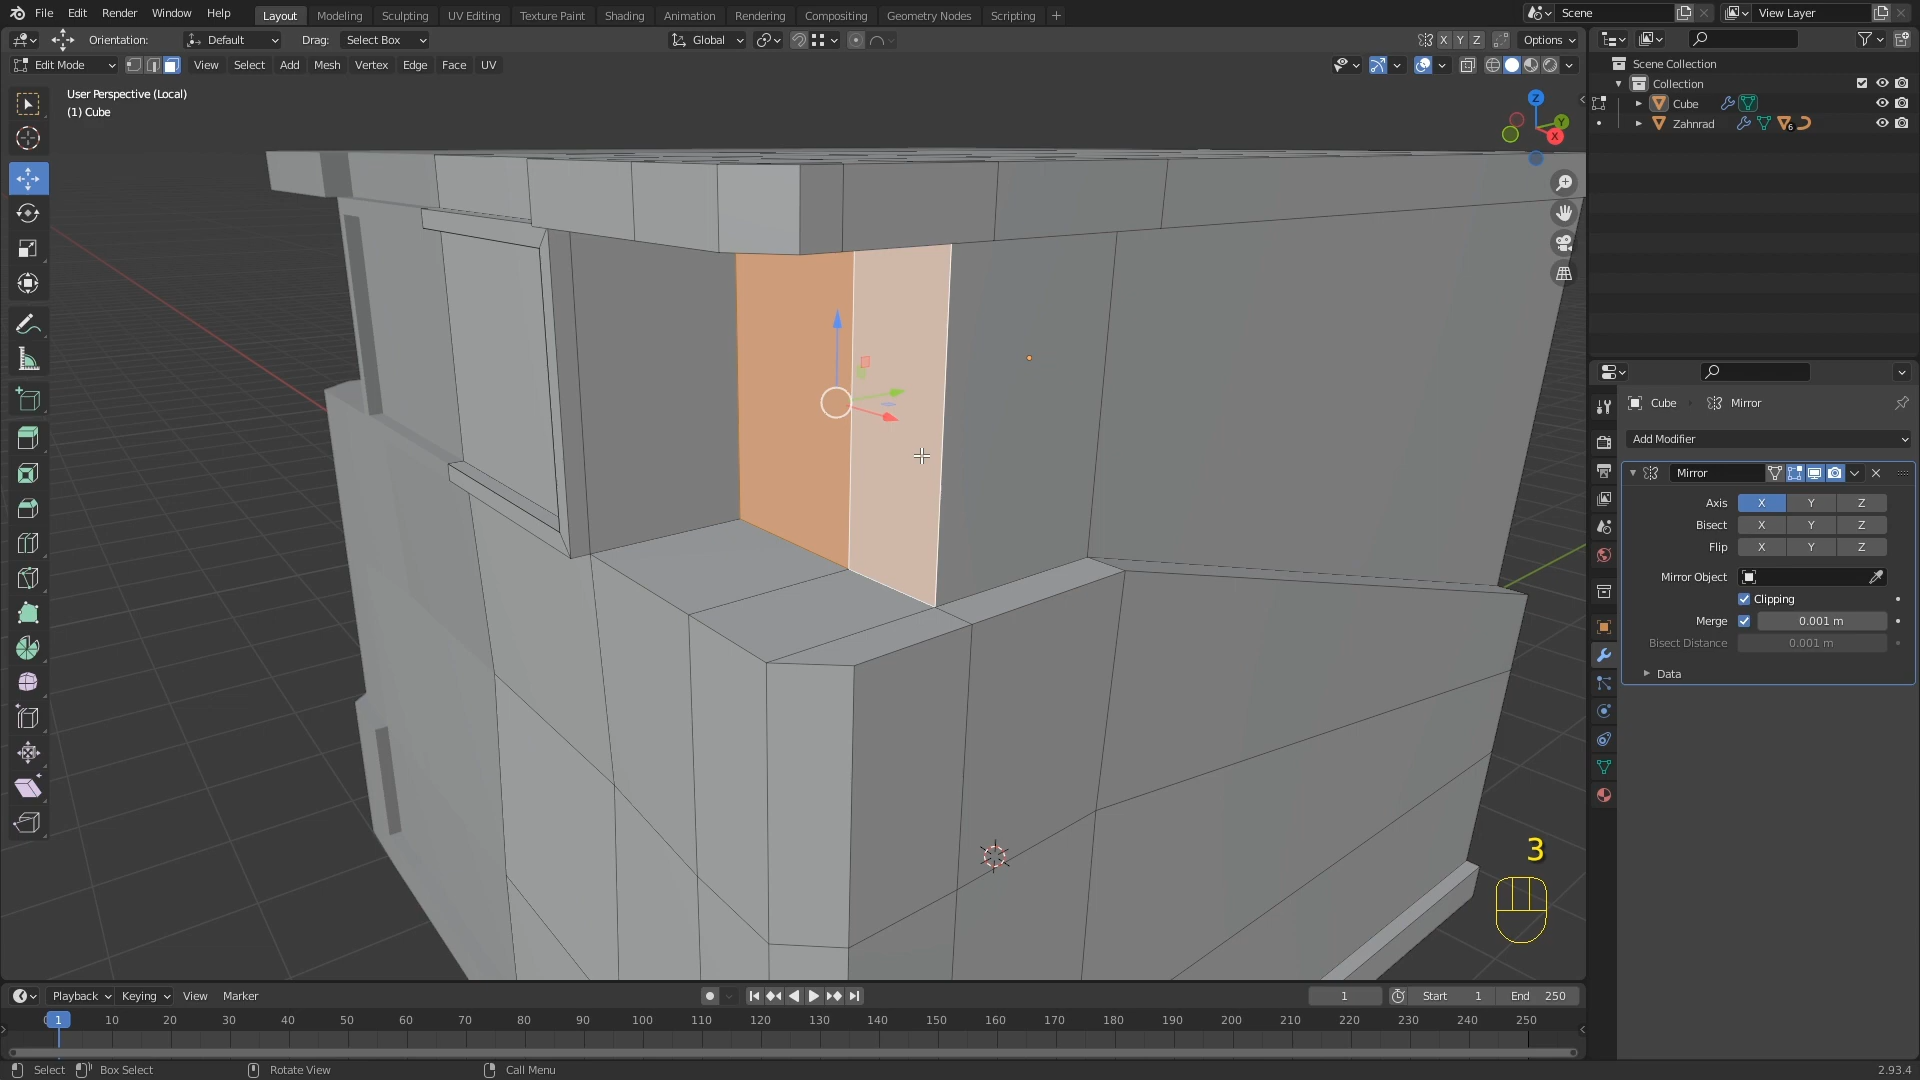 File Edit Render Window Help Layout Modeling Sculpting UV Editing Texture Paint Shading Animation Rendering Compositing Geometry Nodes Scripting + Scene View Layer
Orientation: Default Drag: Select Box Global X Y Z Options
Edit Mode View Select Add Mesh Vertex Edge Face UV
User Perspective (Local)
(1) Cube
Z
Y
X
Scene Collection
Collection
Cube
Zahnrad 6
Cube Mirror
Add Modifier
Mirror
Axis X Y Z
Bisect X Y Z
Flip X Y Z
Mirror Object
Clipping
Merge 0.001 m
Bisect Distance 0.001 m
Data
3
Playback Keying View Marker 1 Start 1 End 250
1 10 20 30 40 50 60 70 80 90 100 110 120 130 140 150 160 170 180 190 200 210 220 230 240 250
Select Box Select Rotate View Call Menu 2.93.4